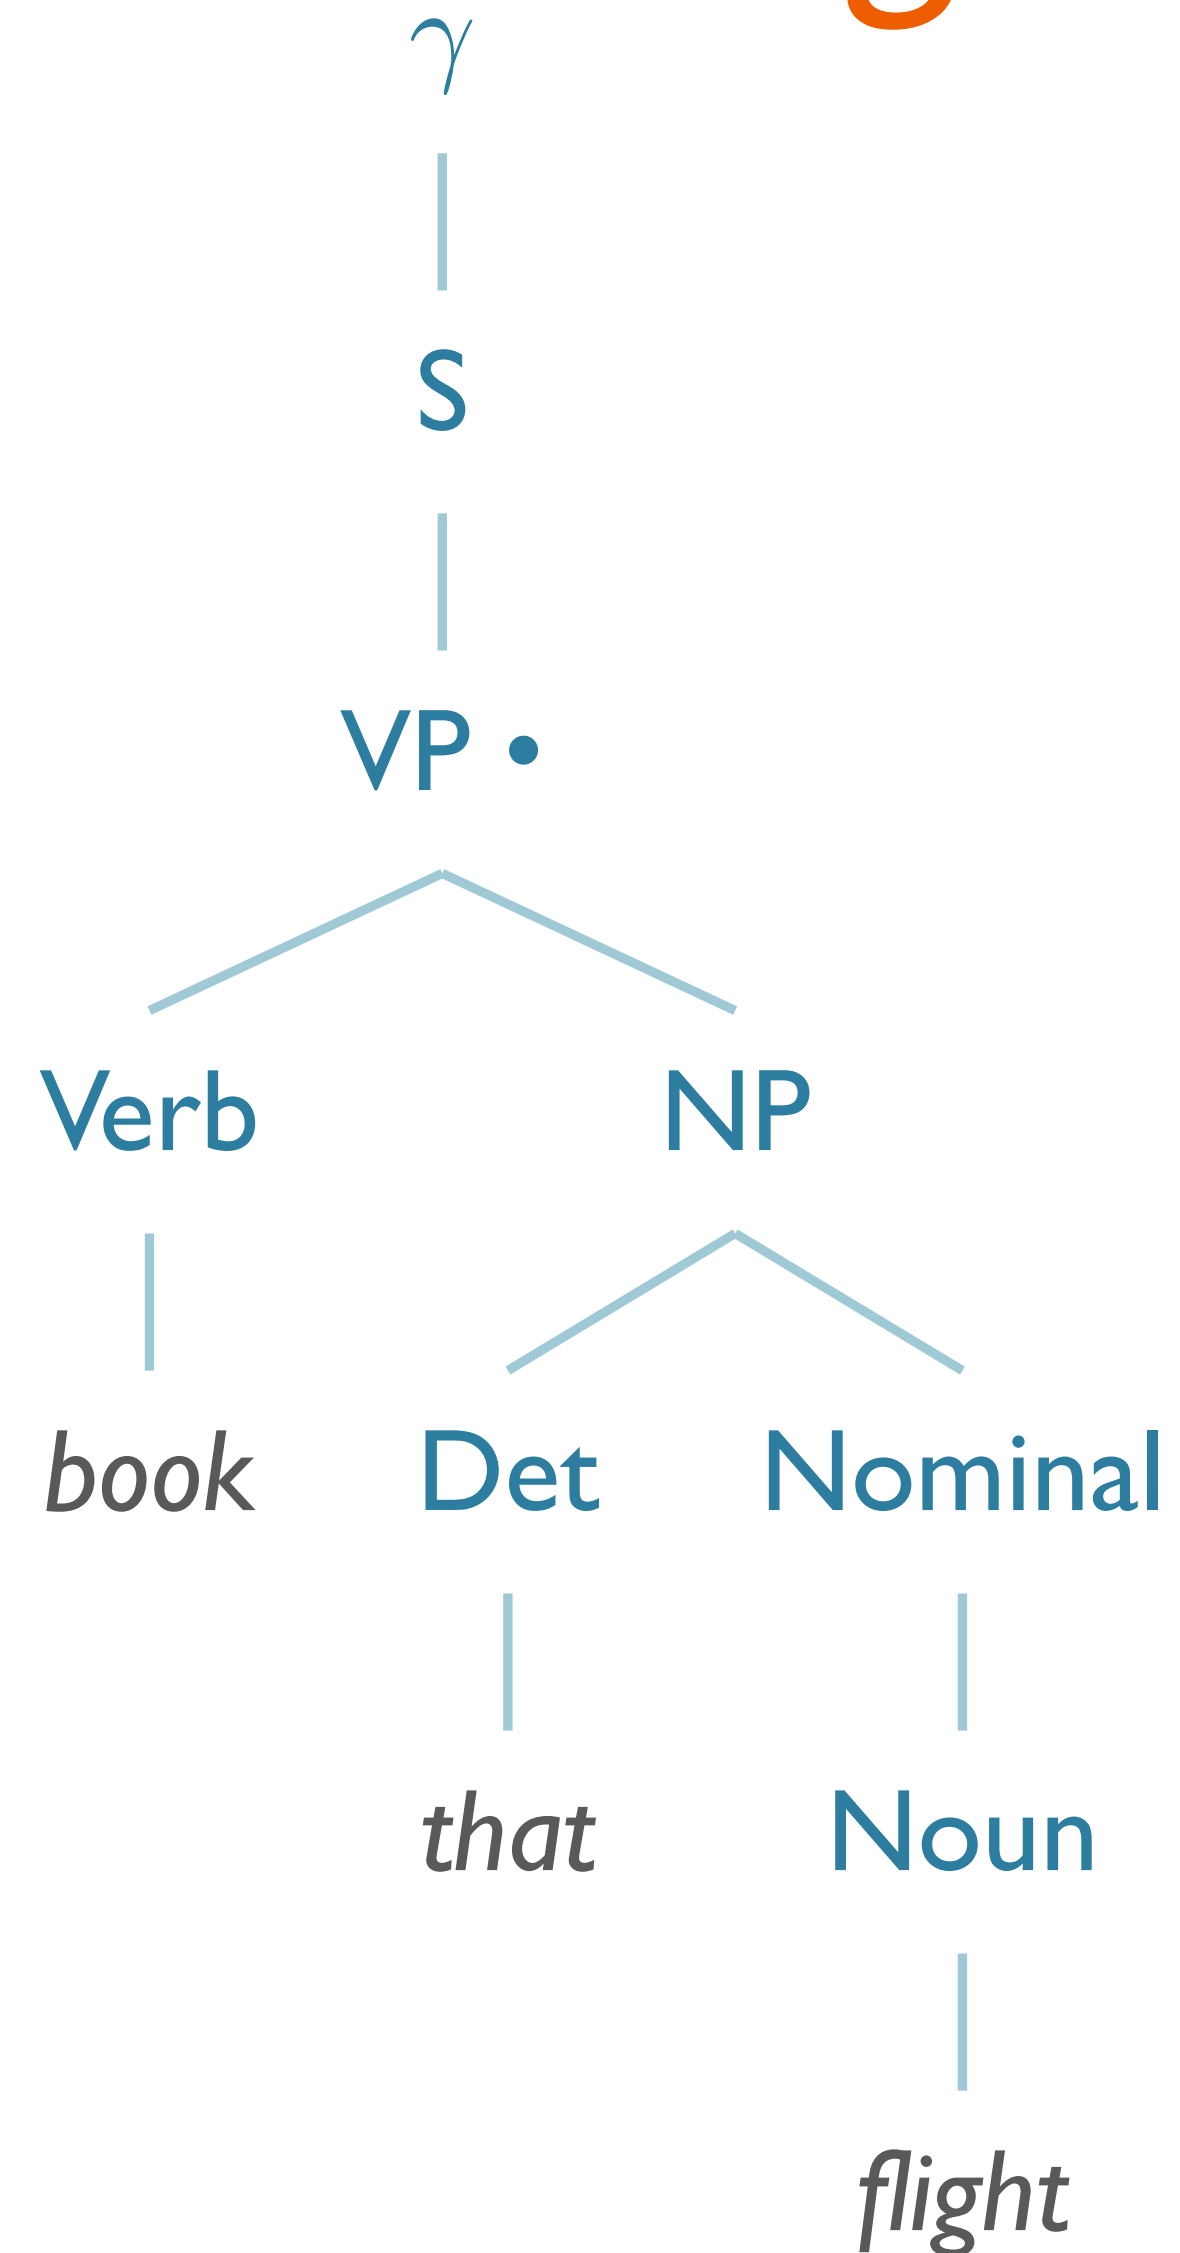 γ
S
VP •
Verb NP
book Det Nominal
that Noun
flight